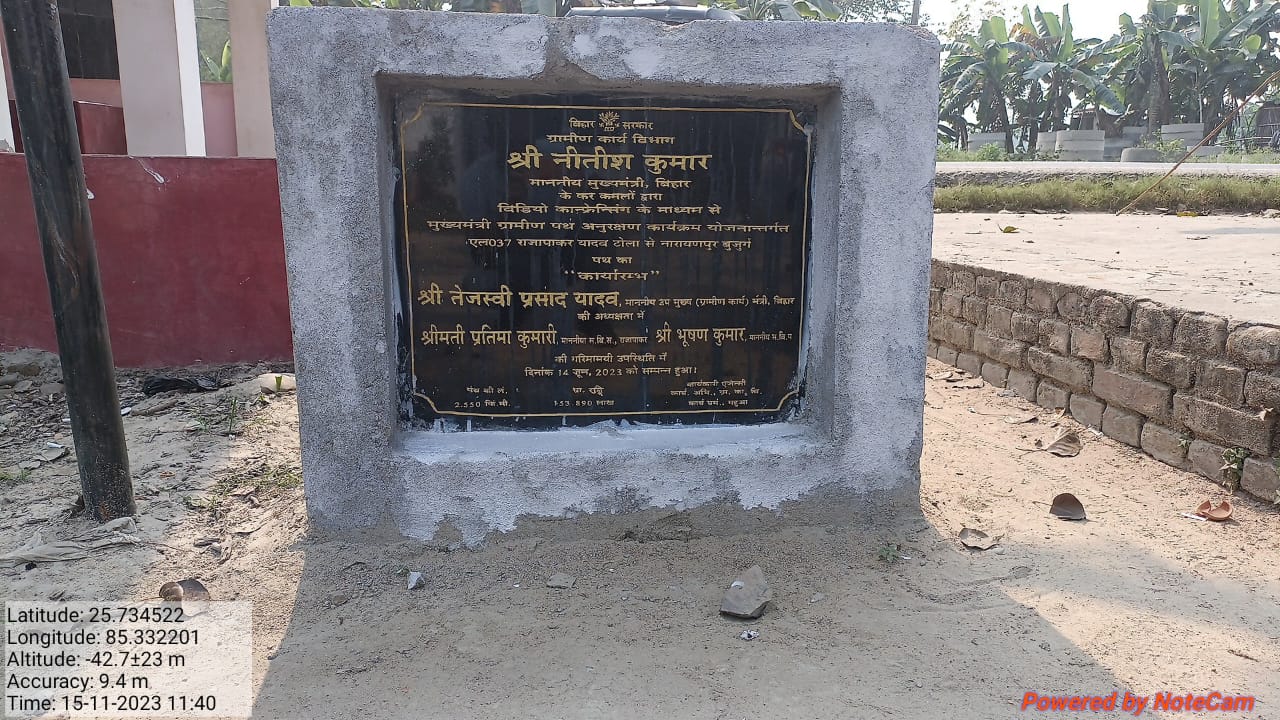 बिहार सरकार
ग्रामीण कार्य विभाग
श्री नीतीश कुमार
माननीय मुख्यमंत्री, बिहार
के कर कमलों द्वारा
विडियो कान्फ्रेन्सिंग के माध्यम से
मुख्यमंत्री ग्रामीण पथ अनुरक्षण कार्यक्रम योजनान्तर्गत
एल037 राजापाकर यादव टोला से नारायणपुर बुजुर्ग
पथ का
"कार्यारम्भ"
श्री तेजस्वी प्रसाद यादव, माननीय उप मुख्य (ग्रामीण कार्य) मंत्री, बिहार
की अध्यक्षता में
श्रीमती प्रतिमा कुमारी, माननीया स.वि.स., राजापाकर श्री भूषण कुमार, माननीय
की गरिमामयी उपस्थिति में
दिनांक 14 जून, 2023 को सम्पन्न हुआ।
पंथ की लं. प्रा. राशि कार्यकारी एजेन्सी
2.550 कि.मी. 153.890 लाख कार्य प्रमं., महुआ
Latitude: 25.734522
Longitude: 85.332201
Altitude: -42.7±23 m
Accuracy: 9.4 m
Time: 15-11-2023 11:40
Powered by NoteCam